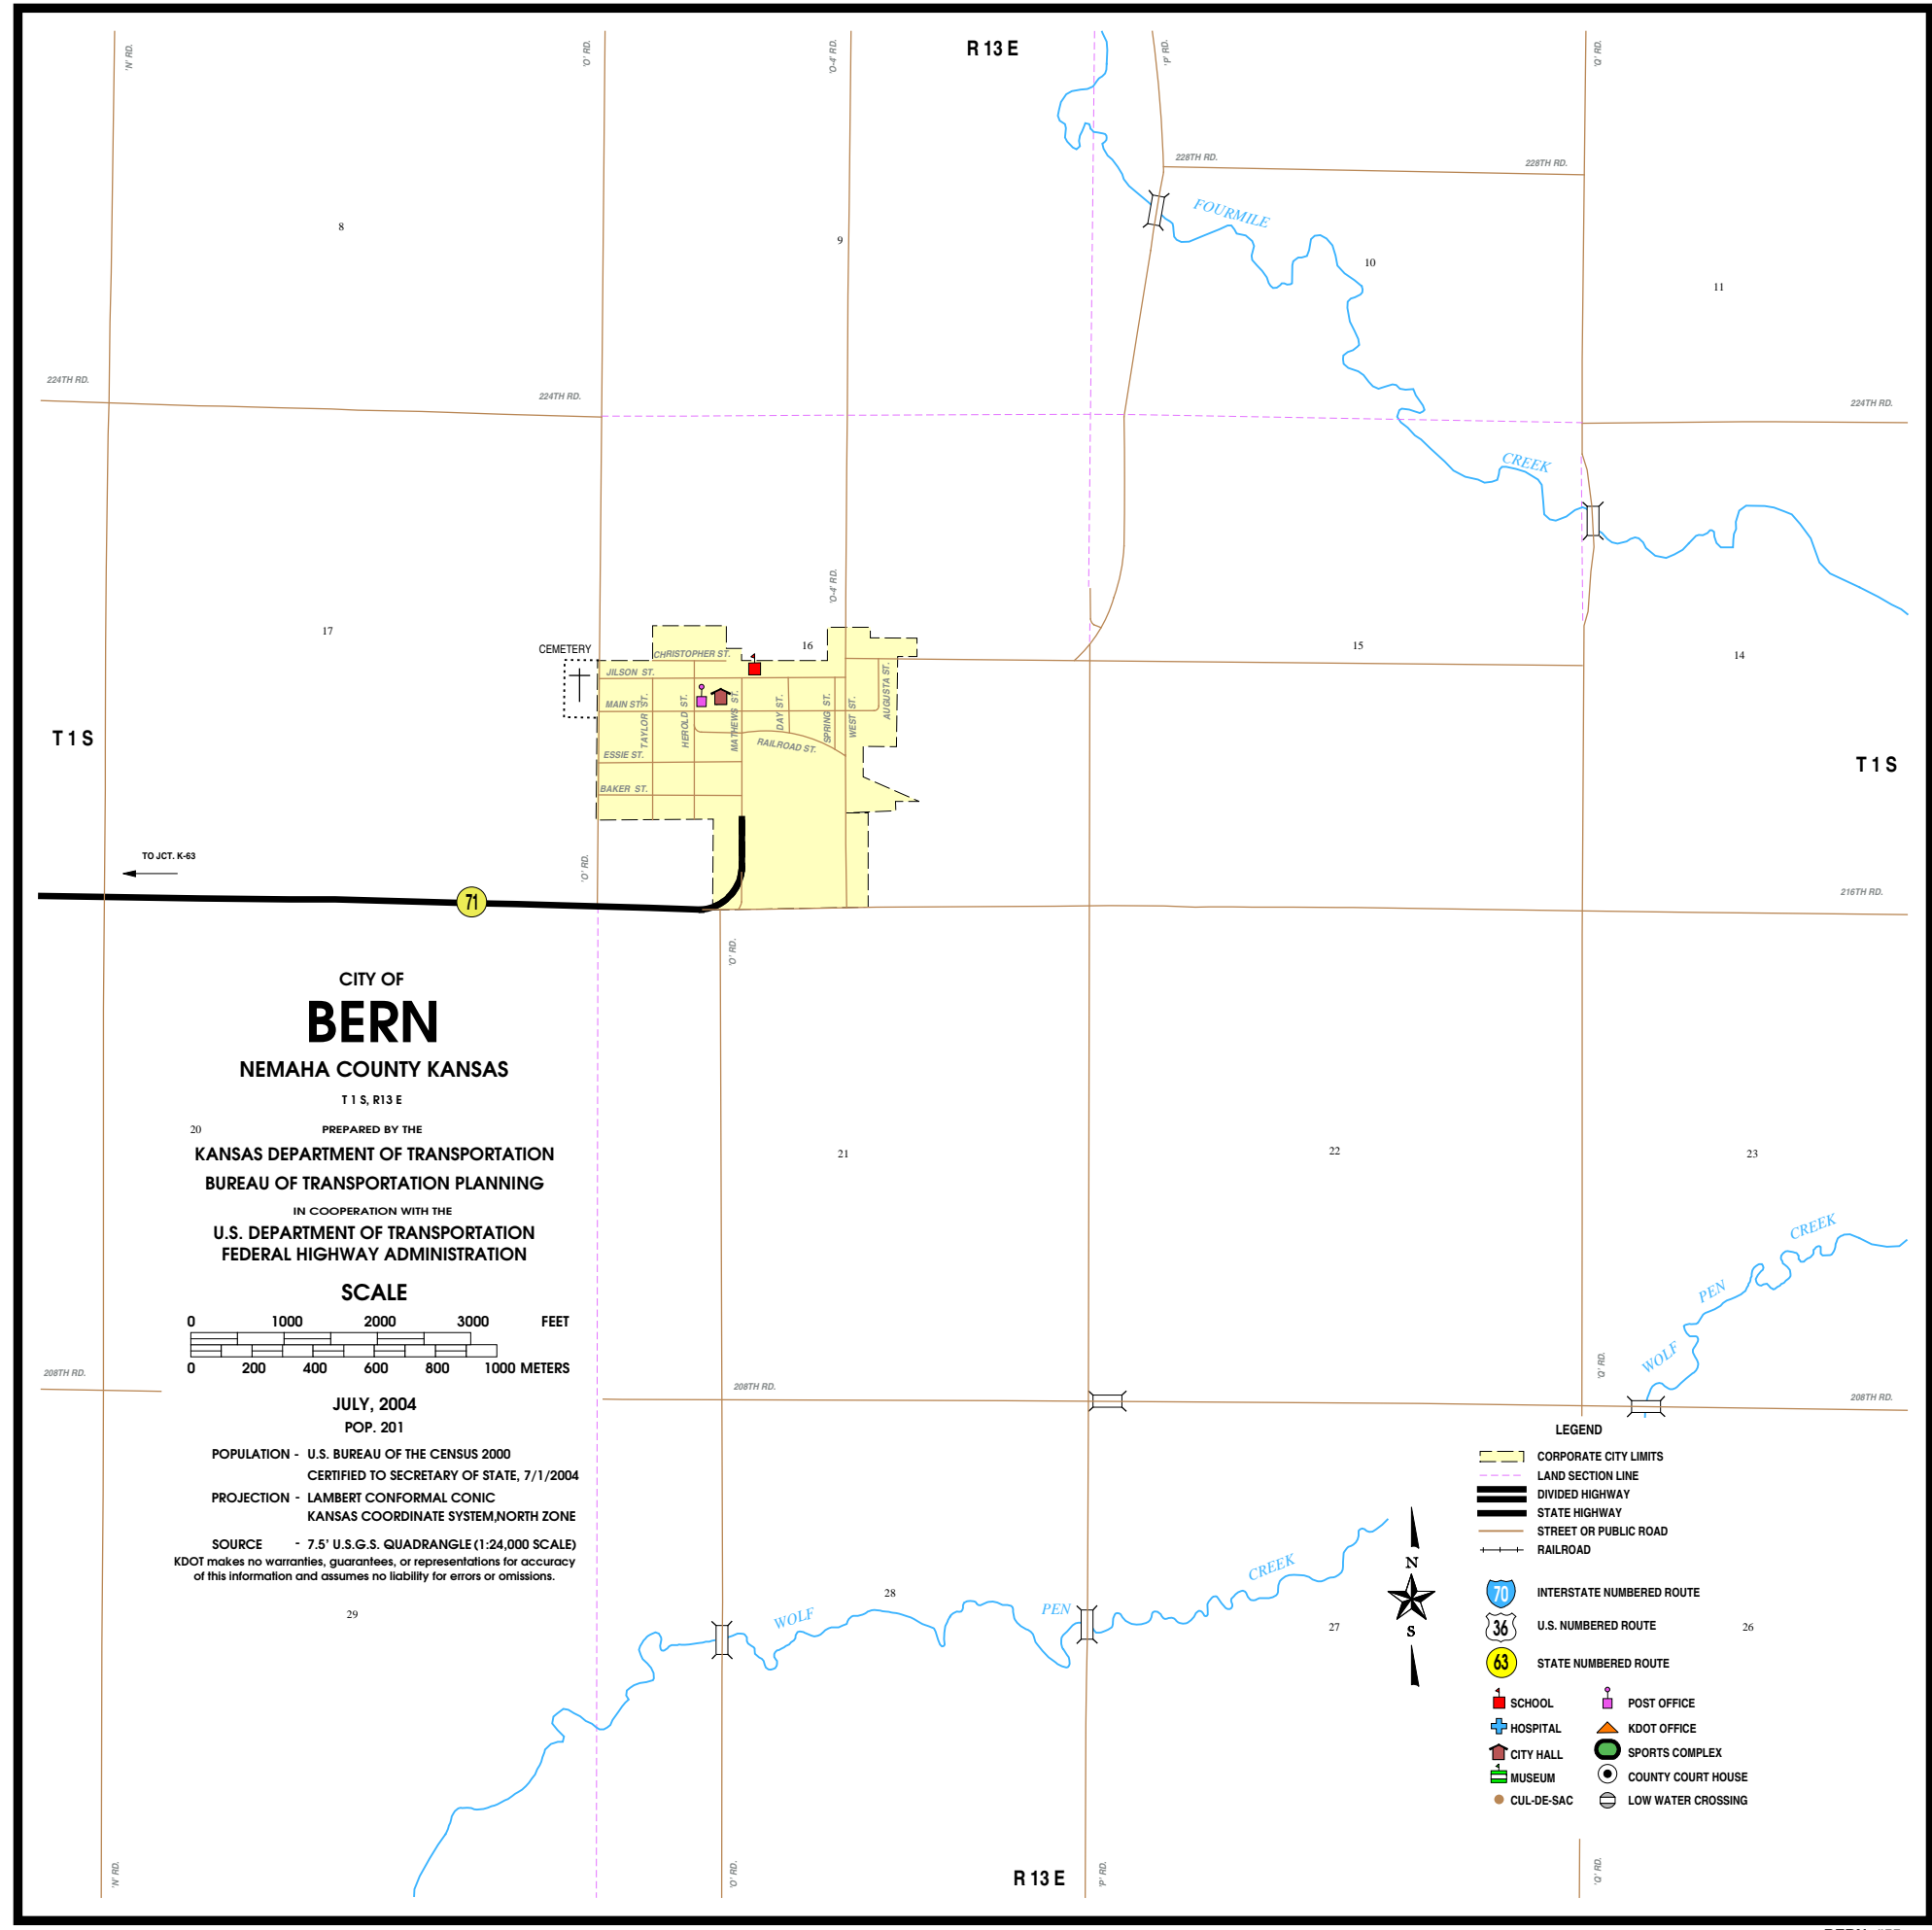 R 13 E
'N' RD.
'O' RD.
'O-4' RD.
'P' RD.
'Q' RD.
228TH RD.
228TH RD.
FOURMILE
8
9
10
11
224TH RD.
224TH RD.
224TH RD.
CREEK
'O-4' RD.
17
16
15
14
CEMETERY
CHRISTOPHER ST.
JILSON ST.
MAIN ST.
TAYLOR ST.
HEROLD ST.
MATHEWS ST.
DAY ST.
SPRING ST.
WEST ST.
AUGUSTA ST.
RAILROAD ST.
ESSIE ST.
BAKER ST.
T 1 S
T 1 S
TO JCT. K-63
71
'O' RD.
216TH RD.
'O' RD.
CITY OF
BERN
NEMAHA COUNTY KANSAS
T 1 S, R13 E
20
PREPARED BY THE
KANSAS DEPARTMENT OF TRANSPORTATION
BUREAU OF TRANSPORTATION PLANNING
IN COOPERATION WITH THE
U.S. DEPARTMENT OF TRANSPORTATION
FEDERAL HIGHWAY ADMINISTRATION
21
22
23
SCALE
0 1000 2000 3000 FEET
0 200 400 600 800 1000 METERS
WOLF PEN CREEK
208TH RD.
208TH RD.
208TH RD.
'Q' RD.
JULY, 2004
POP. 201
POPULATION - U.S. BUREAU OF THE CENSUS 2000
CERTIFIED TO SECRETARY OF STATE, 7/1/2004
PROJECTION - LAMBERT CONFORMAL CONIC
KANSAS COORDINATE SYSTEM,NORTH ZONE
SOURCE - 7.5' U.S.G.S. QUADRANGLE (1:24,000 SCALE)
KDOT makes no warranties, guarantees, or representations for accuracy
of this information and assumes no liability for errors or omissions.
29
28
27
26
WOLF PEN CREEK
N
S
LEGEND
CORPORATE CITY LIMITS
LAND SECTION LINE
DIVIDED HIGHWAY
STATE HIGHWAY
STREET OR PUBLIC ROAD
RAILROAD
70 INTERSTATE NUMBERED ROUTE
36 U.S. NUMBERED ROUTE
63 STATE NUMBERED ROUTE
SCHOOL POST OFFICE
HOSPITAL KDOT OFFICE
CITY HALL SPORTS COMPLEX
MUSEUM COUNTY COURT HOUSE
CUL-DE-SAC LOW WATER CROSSING
'N' RD.
'O' RD.
R 13 E
'P' RD.
'Q' RD.